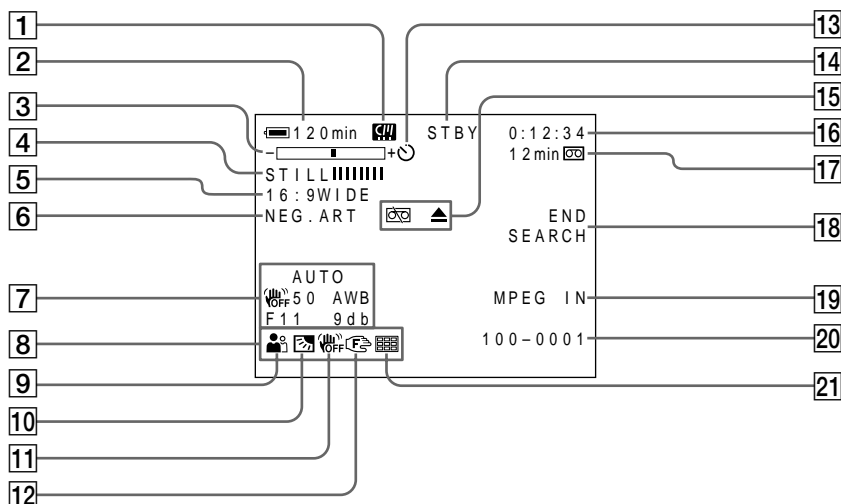 1
2
3
4
5
6
7
8
9
10
11
12
13
14
15
16
17
18
19
20
21
120min STBY 0:12:34
− + 12min
STILL
16:9WIDE
NEG.ART
END
SEARCH
AUTO
OFF 50 AWB
F11 9db
MPEG IN
OFF F
100–0001